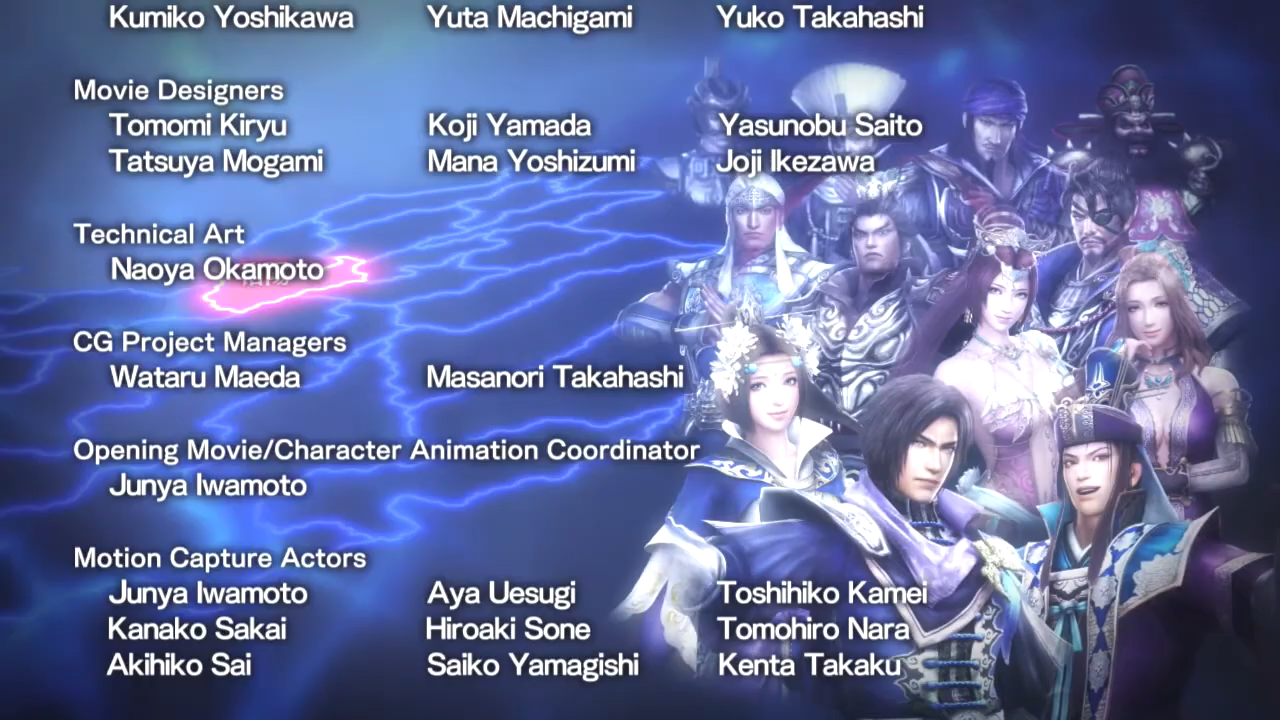 Kumiko Yoshikawa Yuta Machigami Yuko Takahashi
Movie Designers
Tomomi Kiryu Koji Yamada Yasunobu Saito
Tatsuya Mogami Mana Yoshizumi Joji Ikezawa
Technical Art
Naoya Okamoto
CG Project Managers
Wataru Maeda Masanori Takahashi
Opening Movie/Character Animation Coordinator
Junya Iwamoto
Motion Capture Actors
Junya Iwamoto Aya Uesugi Toshihiko Kamei
Kanako Sakai Hiroaki Sone Tomohiro Nara
Akihiko Sai Saiko Yamagishi Kenta Takaku